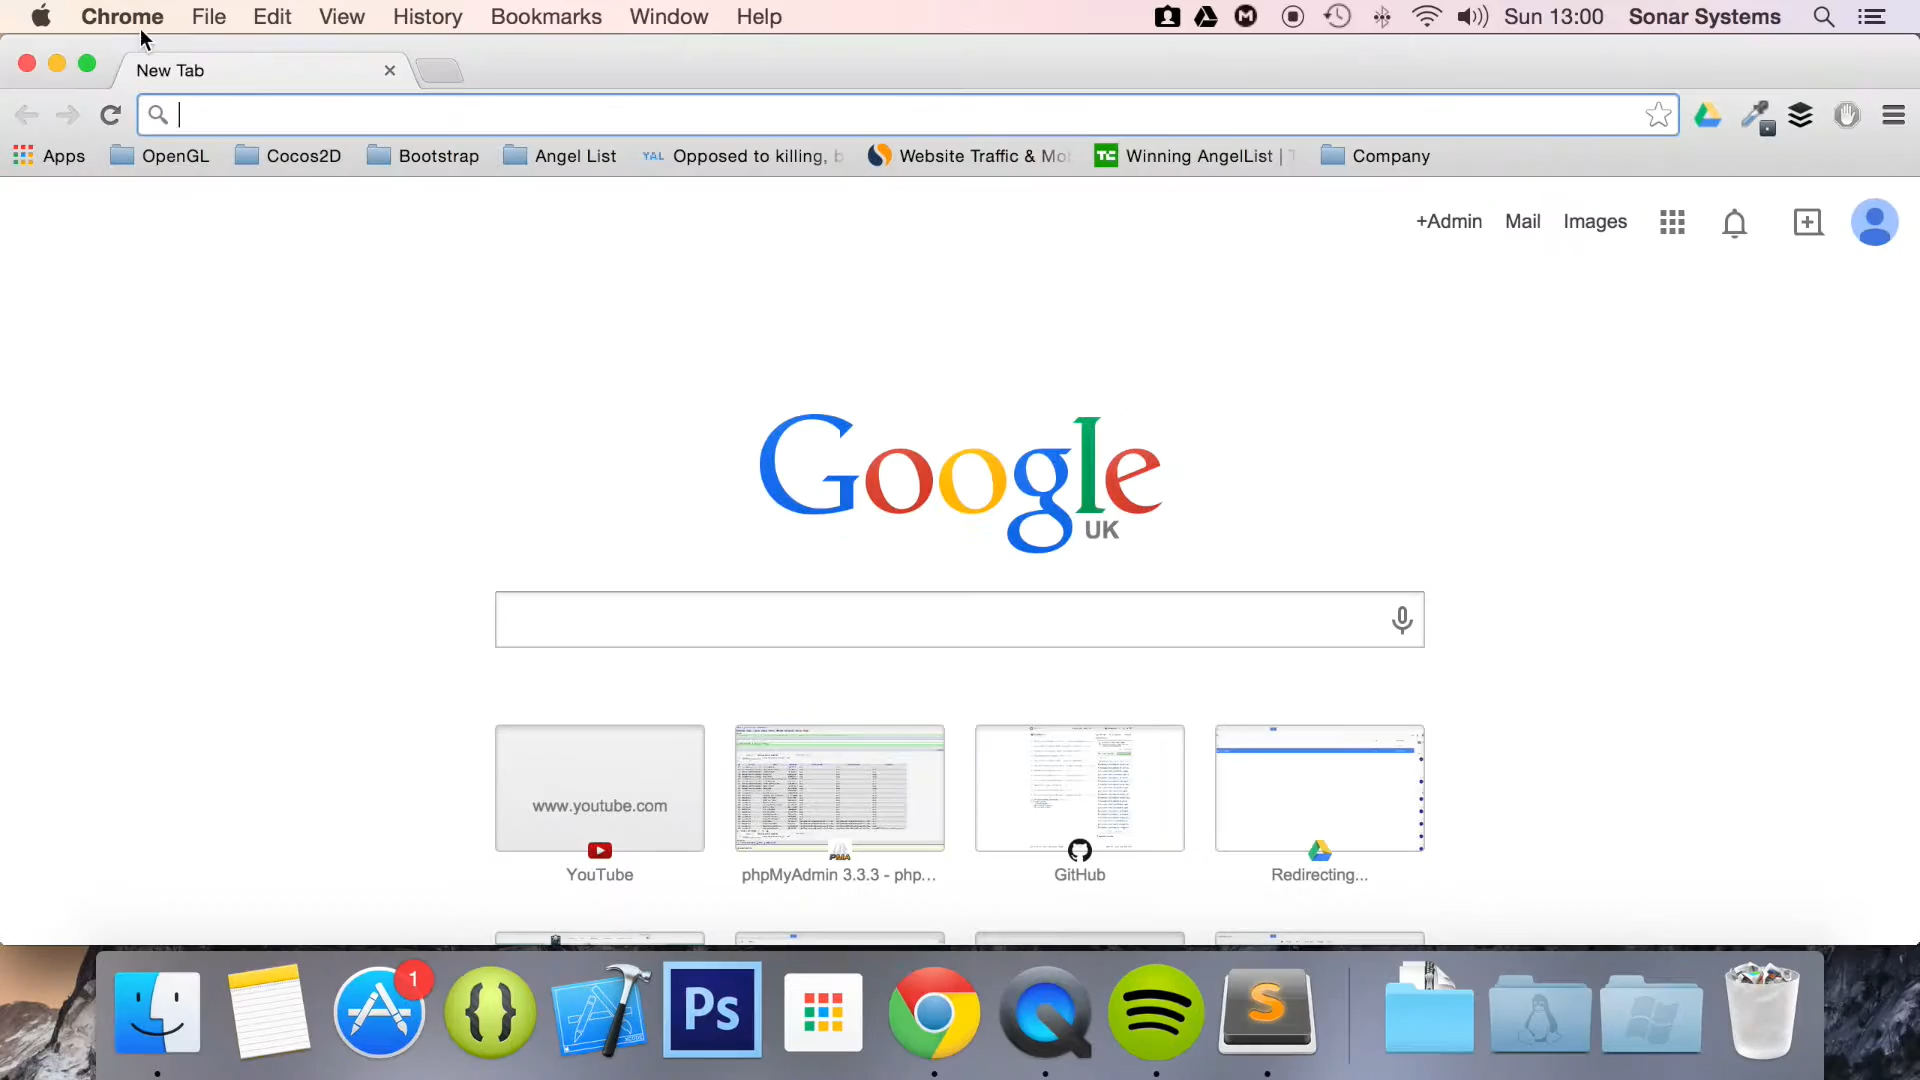 Chrome File Edit View History Bookmarks Window Help Sun 13:00 Sonar Systems
New Tab
Apps OpenGL Cocos2D Bootstrap Angel List YAL Opposed to killing, b Website Traffic & Mo TC Winning AngelList | T Company
+Admin Mail Images
Google
UK
www.youtube.com
PMA
YouTube phpMyAdmin 3.3.3 - php... GitHub Redirecting...
1
{} Ps S